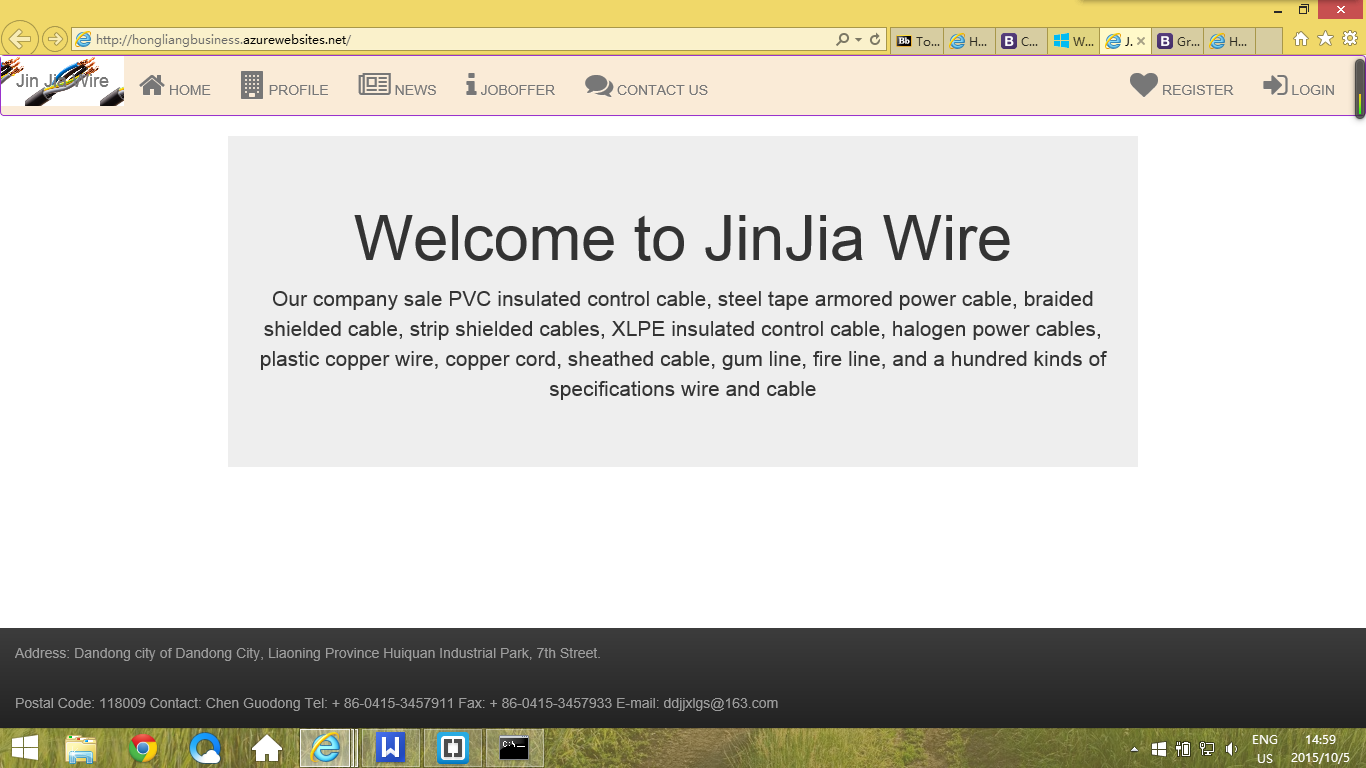 http://hongliangbusiness.azurewebsites.net/
Bb To...
H...
B C...
W...
J.
B Gr...
H...
Jin Jia Wire
HOME
PROFILE
NEWS
JOBOFFER
CONTACT US
REGISTER
LOGIN
Welcome to JinJia Wire
Our company sale PVC insulated control cable, steel tape armored power cable, braided
shielded cable, strip shielded cables, XLPE insulated control cable, halogen power cables,
plastic copper wire, copper cord, sheathed cable, gum line, fire line, and a hundred kinds of
specifications wire and cable
Address: Dandong city of Dandong City, Liaoning Province Huiquan Industrial Park, 7th Street.
Postal Code: 118009 Contact: Chen Guodong Tel: + 86-0415-3457911 Fax: + 86-0415-3457933 E-mail: ddjjxlgs@163.com
ENG
US
14:59
2015/10/5